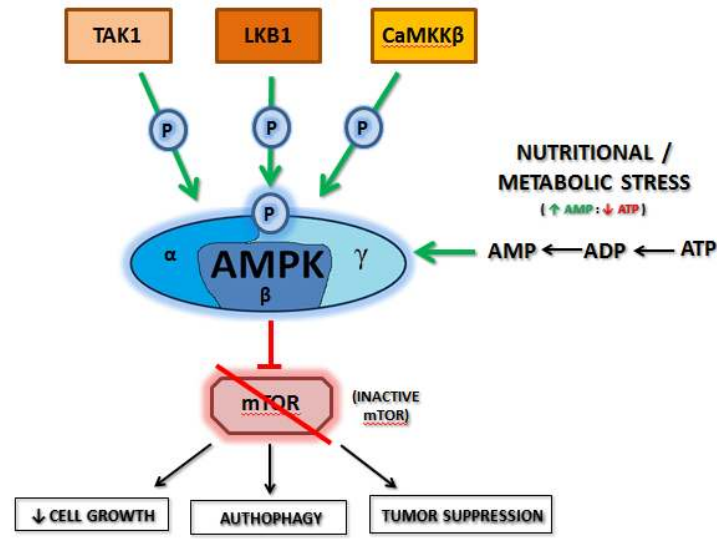 TAK1
LKB1
CaMKKβ
P
P
P
NUTRITIONAL /
METABOLIC STRESS
( ↑ AMP : ↓ ATP )
P
α
AMPK
γ
β
AMP ← ADP ← ATP
mTOR
(INACTIVE
mTOR)
↓ CELL GROWTH
AUTHOPHAGY
TUMOR SUPPRESSION